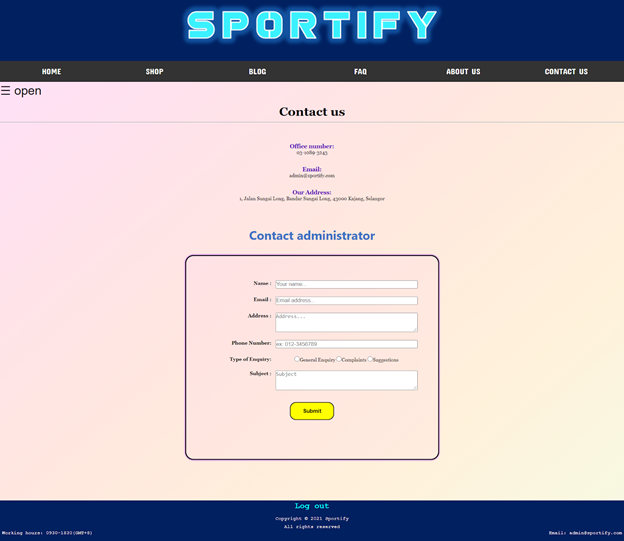 SPORTIFY
HOME SHOP BLOG FAQ ABOUT US CONTACT US
☰ open
Contact us
Office number:
03-1089-3243
Email:
admin@sportify.com
Our Address:
1, Jalan Sungai Long, Bandar Sungai Long, 43000 Kajang, Selangor
Contact administrator
Name : Your name...
Email : Email address...
Address : Address...
Phone Number: ex: 012-3456789
Type of Enquiry: General Enquiry Complaints Suggestions
Subject : Subject
Submit
Log out
Copyright © 2021 Sportify
All rights reserved
Working hours: 0930-1830(GMT+8) Email: admin@sportify.com